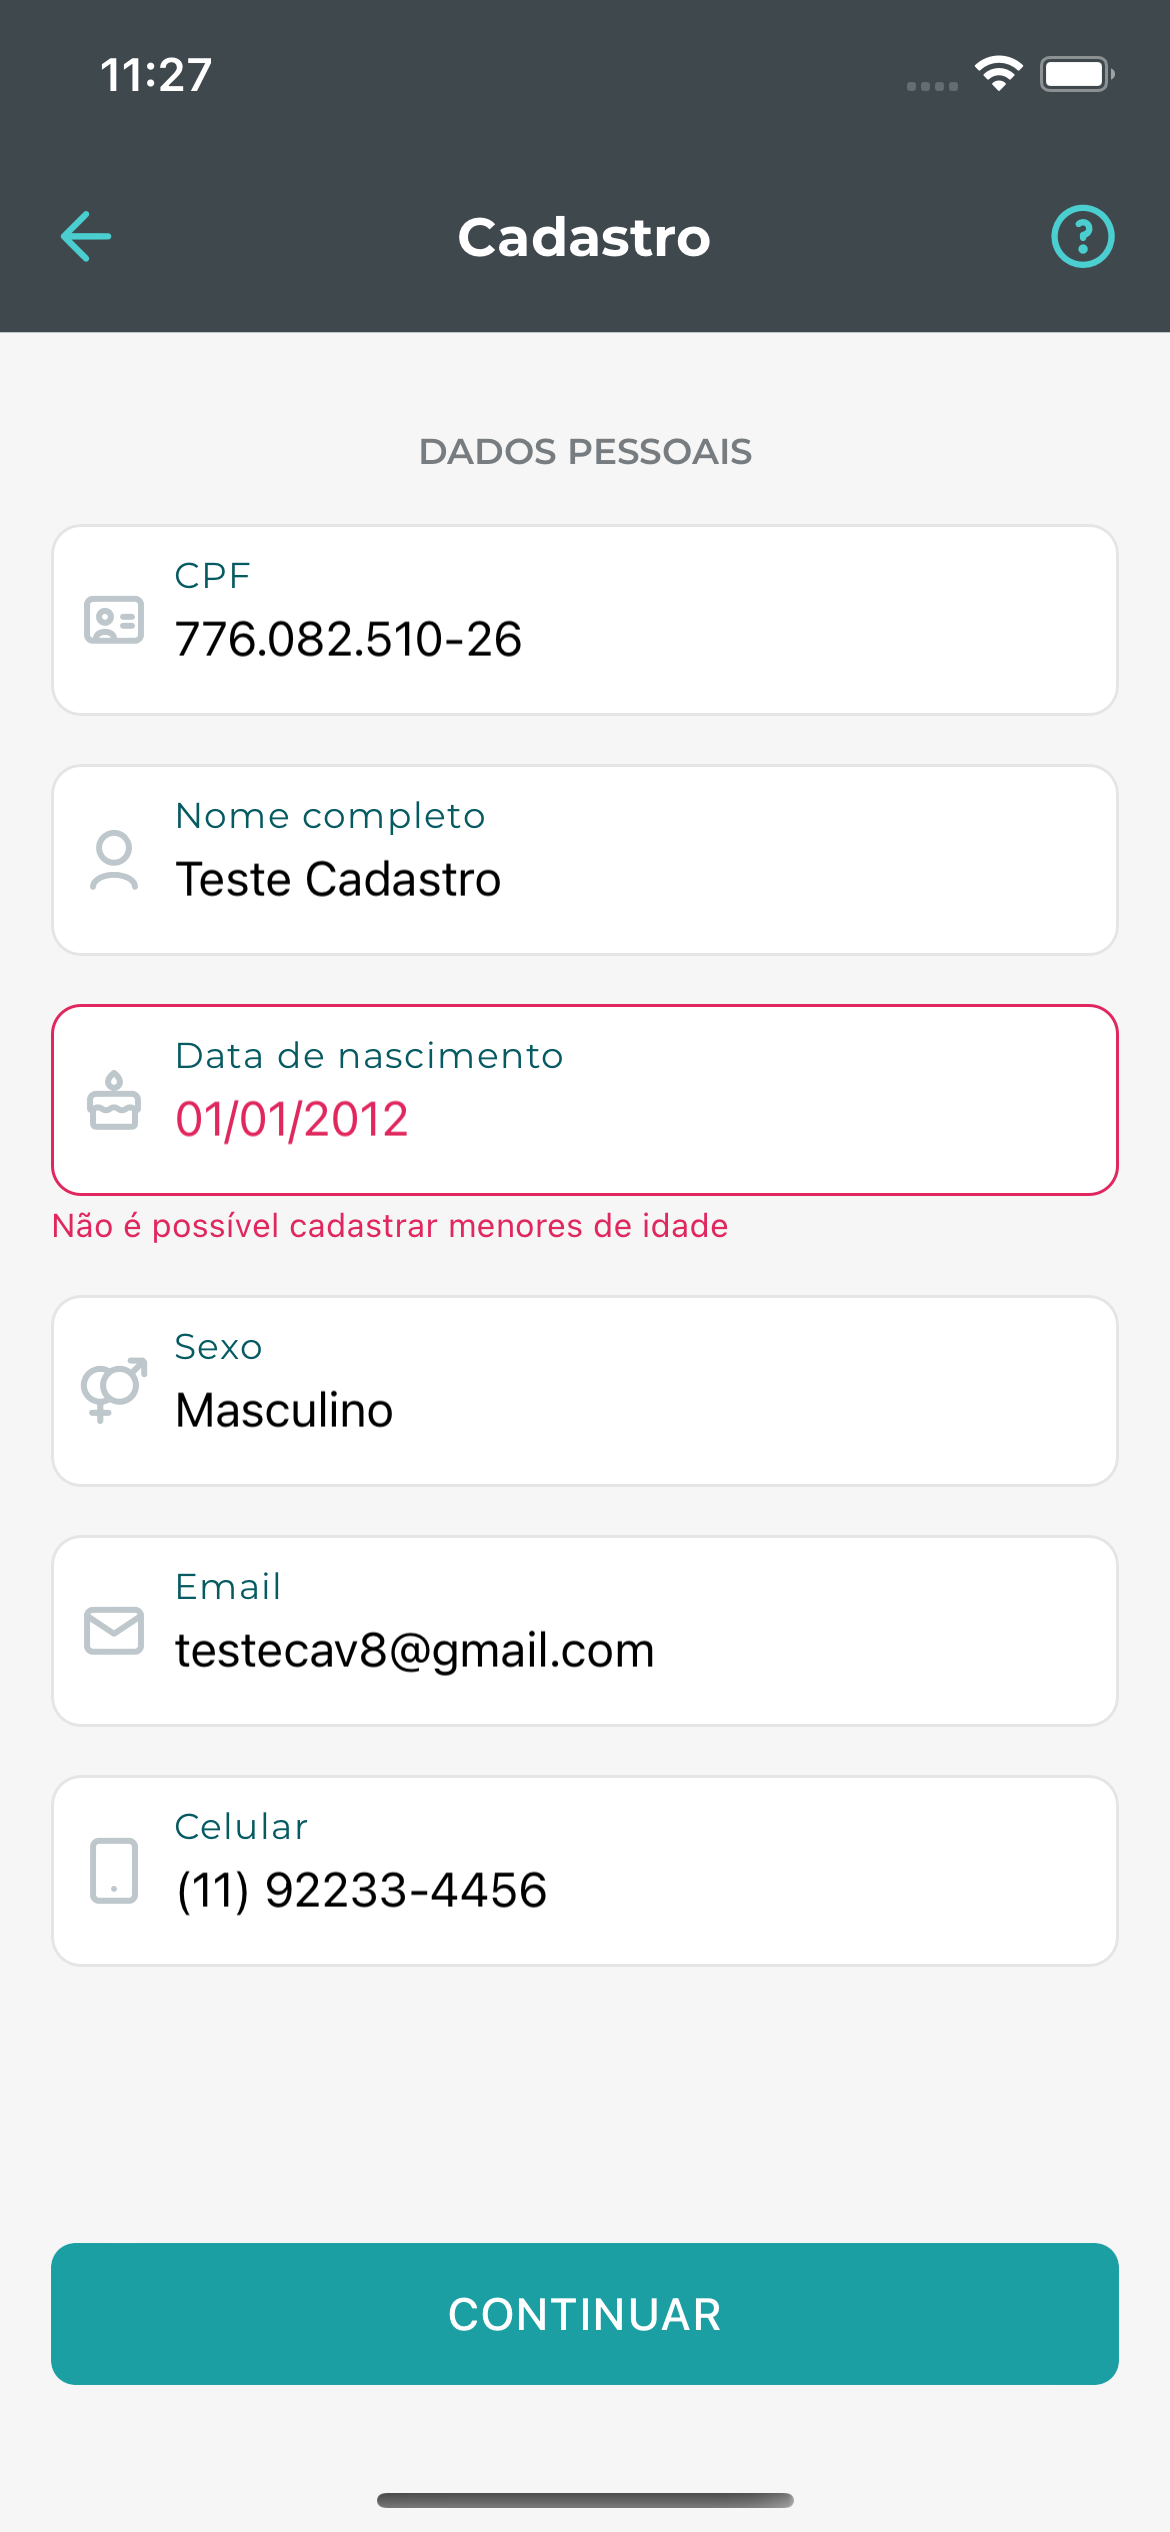 11:27
Cadastro
DADOS PESSOAIS
CPF
776.082.510-26
Nome completo
Teste Cadastro
Data de nascimento
01/01/2012
Não é possível cadastrar menores de idade
Sexo
Masculino
Email
testecav8@gmail.com
Celular
(11) 92233-4456
CONTINUAR